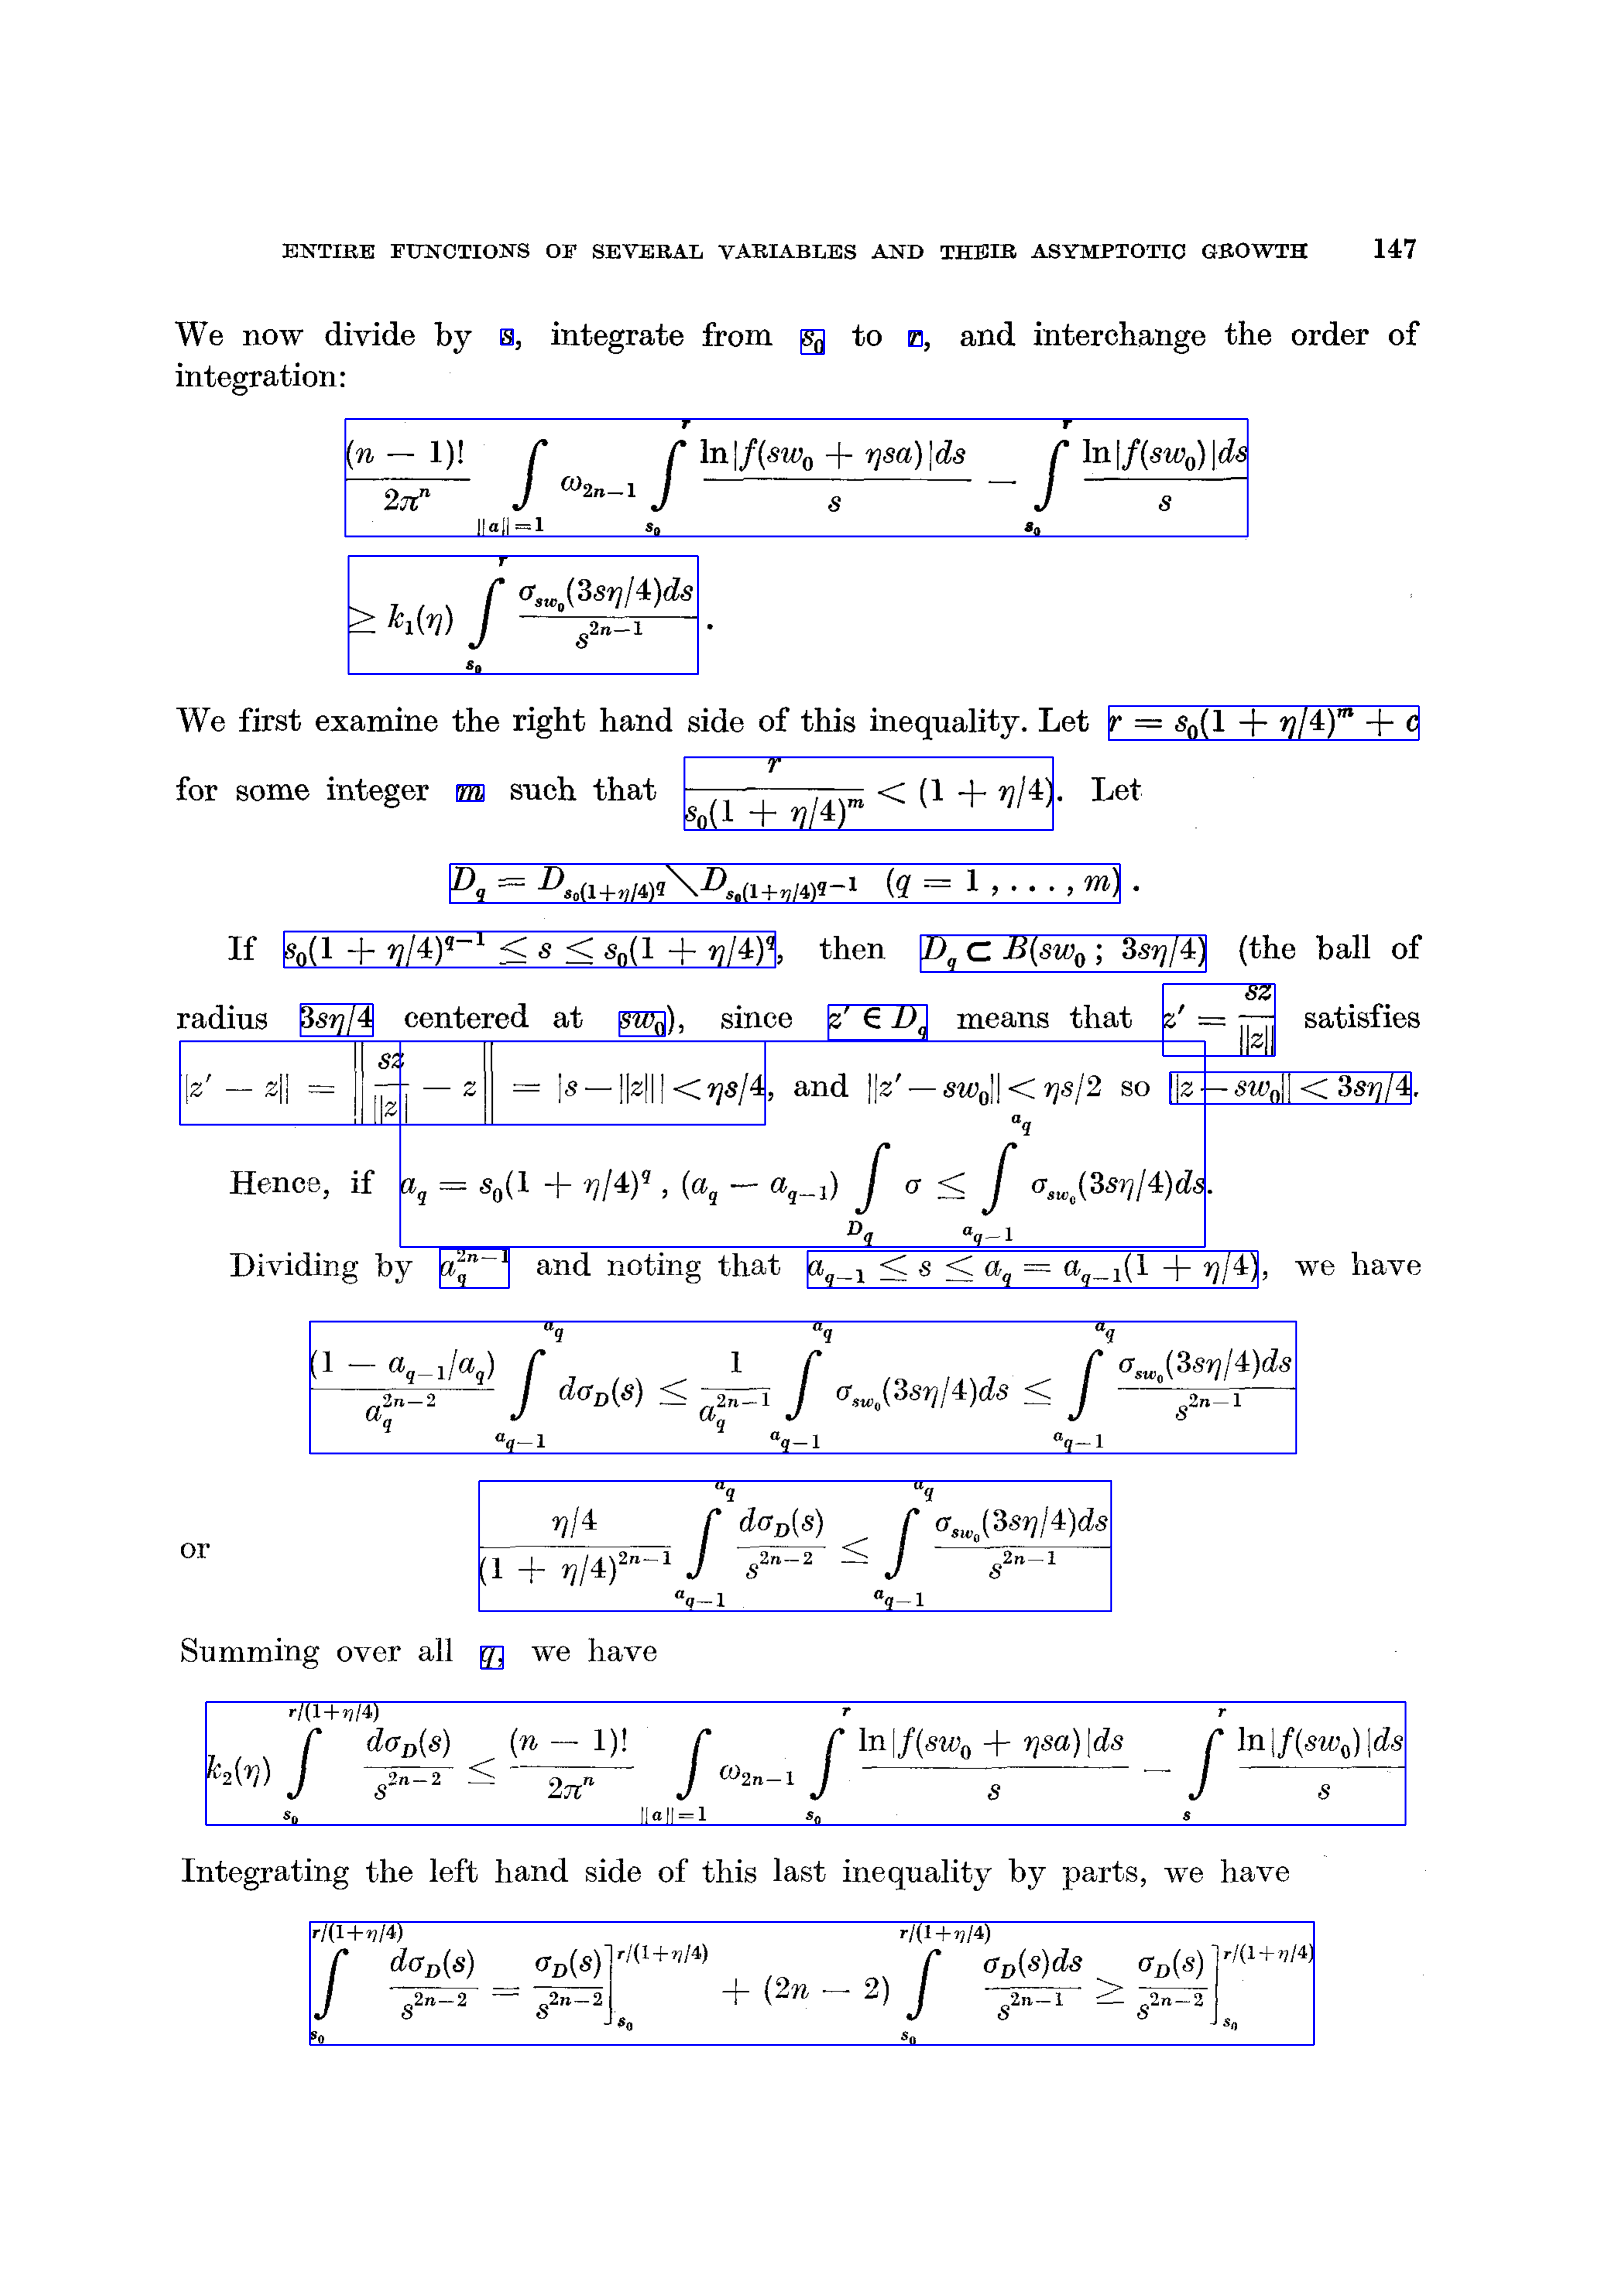 ENTIRE FUNCTIONS OF SEVERAL VARIABLES AND THEIR ASYMPTOTIC GROWTH 147
We now divide by $s$, integrate from $s_0$ to $r$, and interchange the order of
integration:
$\frac{(n-1)!}{2\pi^n} \int_{||a||=1} \omega_{2n-1} \int_{s_0}^{r} \frac{\ln|f(sw_0 + \eta sa)|ds}{s} - \int_{s_0}^{r} \frac{\ln|f(sw_0)|ds}{s}$
$\geq k_1(\eta) \int_{s_0}^{r} \frac{\sigma_{sw_0}(3s\eta/4)ds}{s^{2n-1}}$.
We first examine the right hand side of this inequality. Let $r = s_0(1 + \eta/4)^m + c$
for some integer $m$ such that $\frac{r}{s_0(1 + \eta/4)^m} < (1 + \eta/4)$. Let
$D_q = D_{s_0(1+\eta/4)^q} \setminus D_{s_0(1+\eta/4)^{q-1}} \ (q = 1, ..., m)$.
If $s_0(1 + \eta/4)^{q-1} \leq s \leq s_0(1 + \eta/4)^q$, then $D_q \subset B(sw_0; 3s\eta/4)$ (the ball of
radius $3s\eta/4$ centered at $sw_0$), since $z' \in D_q$ means that $z' = \frac{sz}{||z||}$ satisfies
$||z' - z|| = \left\| \frac{sz}{||z|} - z \right\| = |s - ||z||| < \eta s/4$, and $||z' - sw_0|| < \eta s/2$ so $||z - sw_0|| < 3s\eta/4$.
Hence, if $a_q = s_0(1 + \eta/4)^q, (a_q - a_{q-1}) \int_{D_q} \sigma \leq \int_{a_{q-1}}^{a_q} \sigma_{sw_0}(3s\eta/4)ds$.
Dividing by $a_q^{2n-1}$ and noting that $a_{q-1} \leq s \leq a_q = a_{q-1}(1 + \eta/4)$, we have
$\frac{(1 - a_{q-1}/a_q)}{a_q^{2n-2}} \int_{a_{q-1}}^{a_q} d\sigma_D(s) \leq \frac{1}{a_q^{2n-1}} \int_{a_{q-1}}^{a_q} \sigma_{sw_0}(3s\eta/4)ds \leq \int_{a_{q-1}}^{a_q} \frac{\sigma_{sw_0}(3s\eta/4)ds}{s^{2n-1}}$
or $\frac{\eta/4}{(1 + \eta/4)^{2n-1}} \int_{a_{q-1}}^{a_q} \frac{d\sigma_D(s)}{s^{2n-2}} \leq \int_{a_{q-1}}^{a_q} \frac{\sigma_{sw_0}(3s\eta/4)ds}{s^{2n-1}}$
Summing over all $q$, we have
$k_2(\eta) \int_{s_0}^{r/(1+\eta/4)} \frac{d\sigma_D(s)}{s^{2n-2}} \leq \frac{(n-1)!}{2\pi^n} \int_{||a||=1} \omega_{2n-1} \int_{s_0}^{r} \frac{\ln|f(sw_0 + \eta sa)|ds}{s} - \int_{s}^{r} \frac{\ln|f(sw_0)|ds}{s}$
Integrating the left hand side of this last inequality by parts, we have
$\int_{s_0}^{r/(1+\eta/4)} \frac{d\sigma_D(s)}{s^{2n-2}} = \left. \frac{\sigma_D(s)}{s^{2n-2}} \right]_{s_0}^{r/(1+\eta/4)} + (2n - 2) \int_{s_0}^{r/(1+\eta/4)} \frac{\sigma_D(s)ds}{s^{2n-1}} \geq \left. \frac{\sigma_D(s)}{s^{2n-2}} \right]_{s_0}^{r/(1+\eta/4)}$